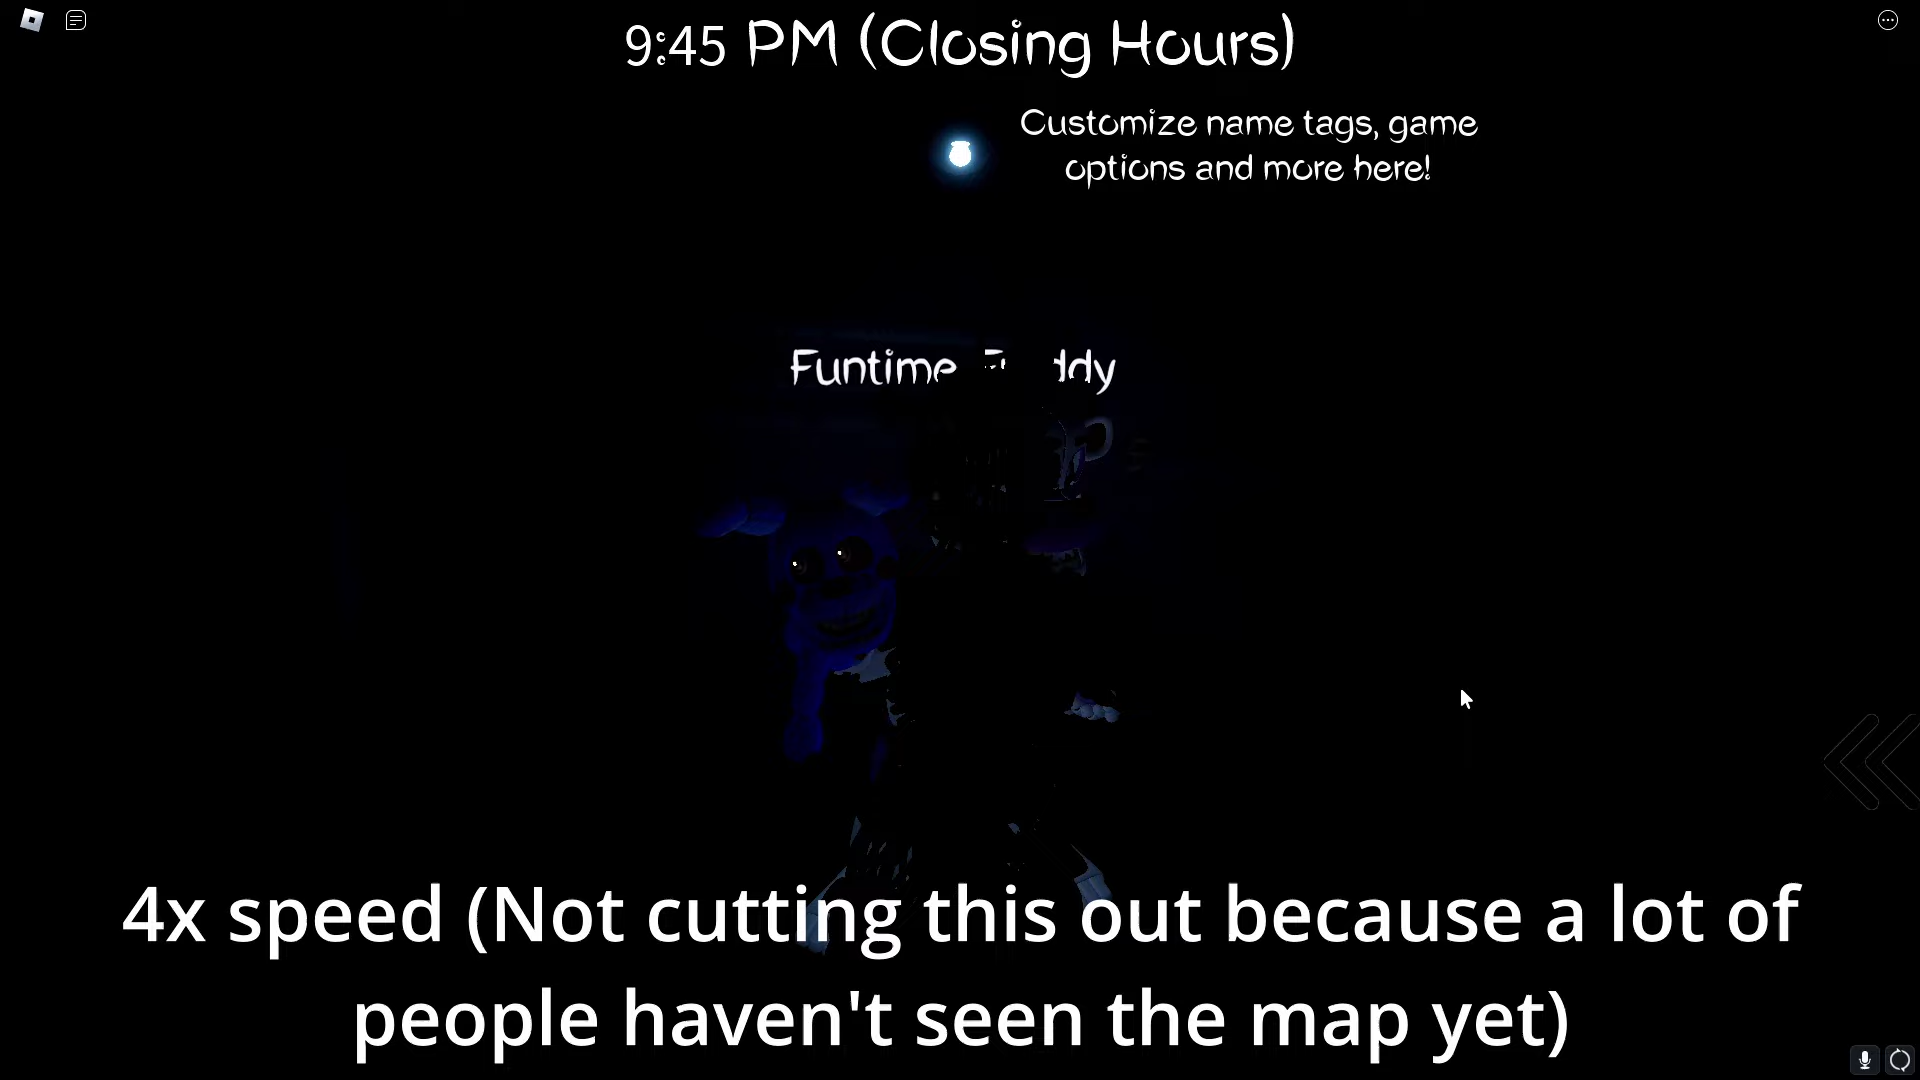 9:45 PM (Closing Hours)
Customize name tags, game
options and more here!
Funtime
4x speed (Not cutting this out because a lot of
people haven't seen the map yet)